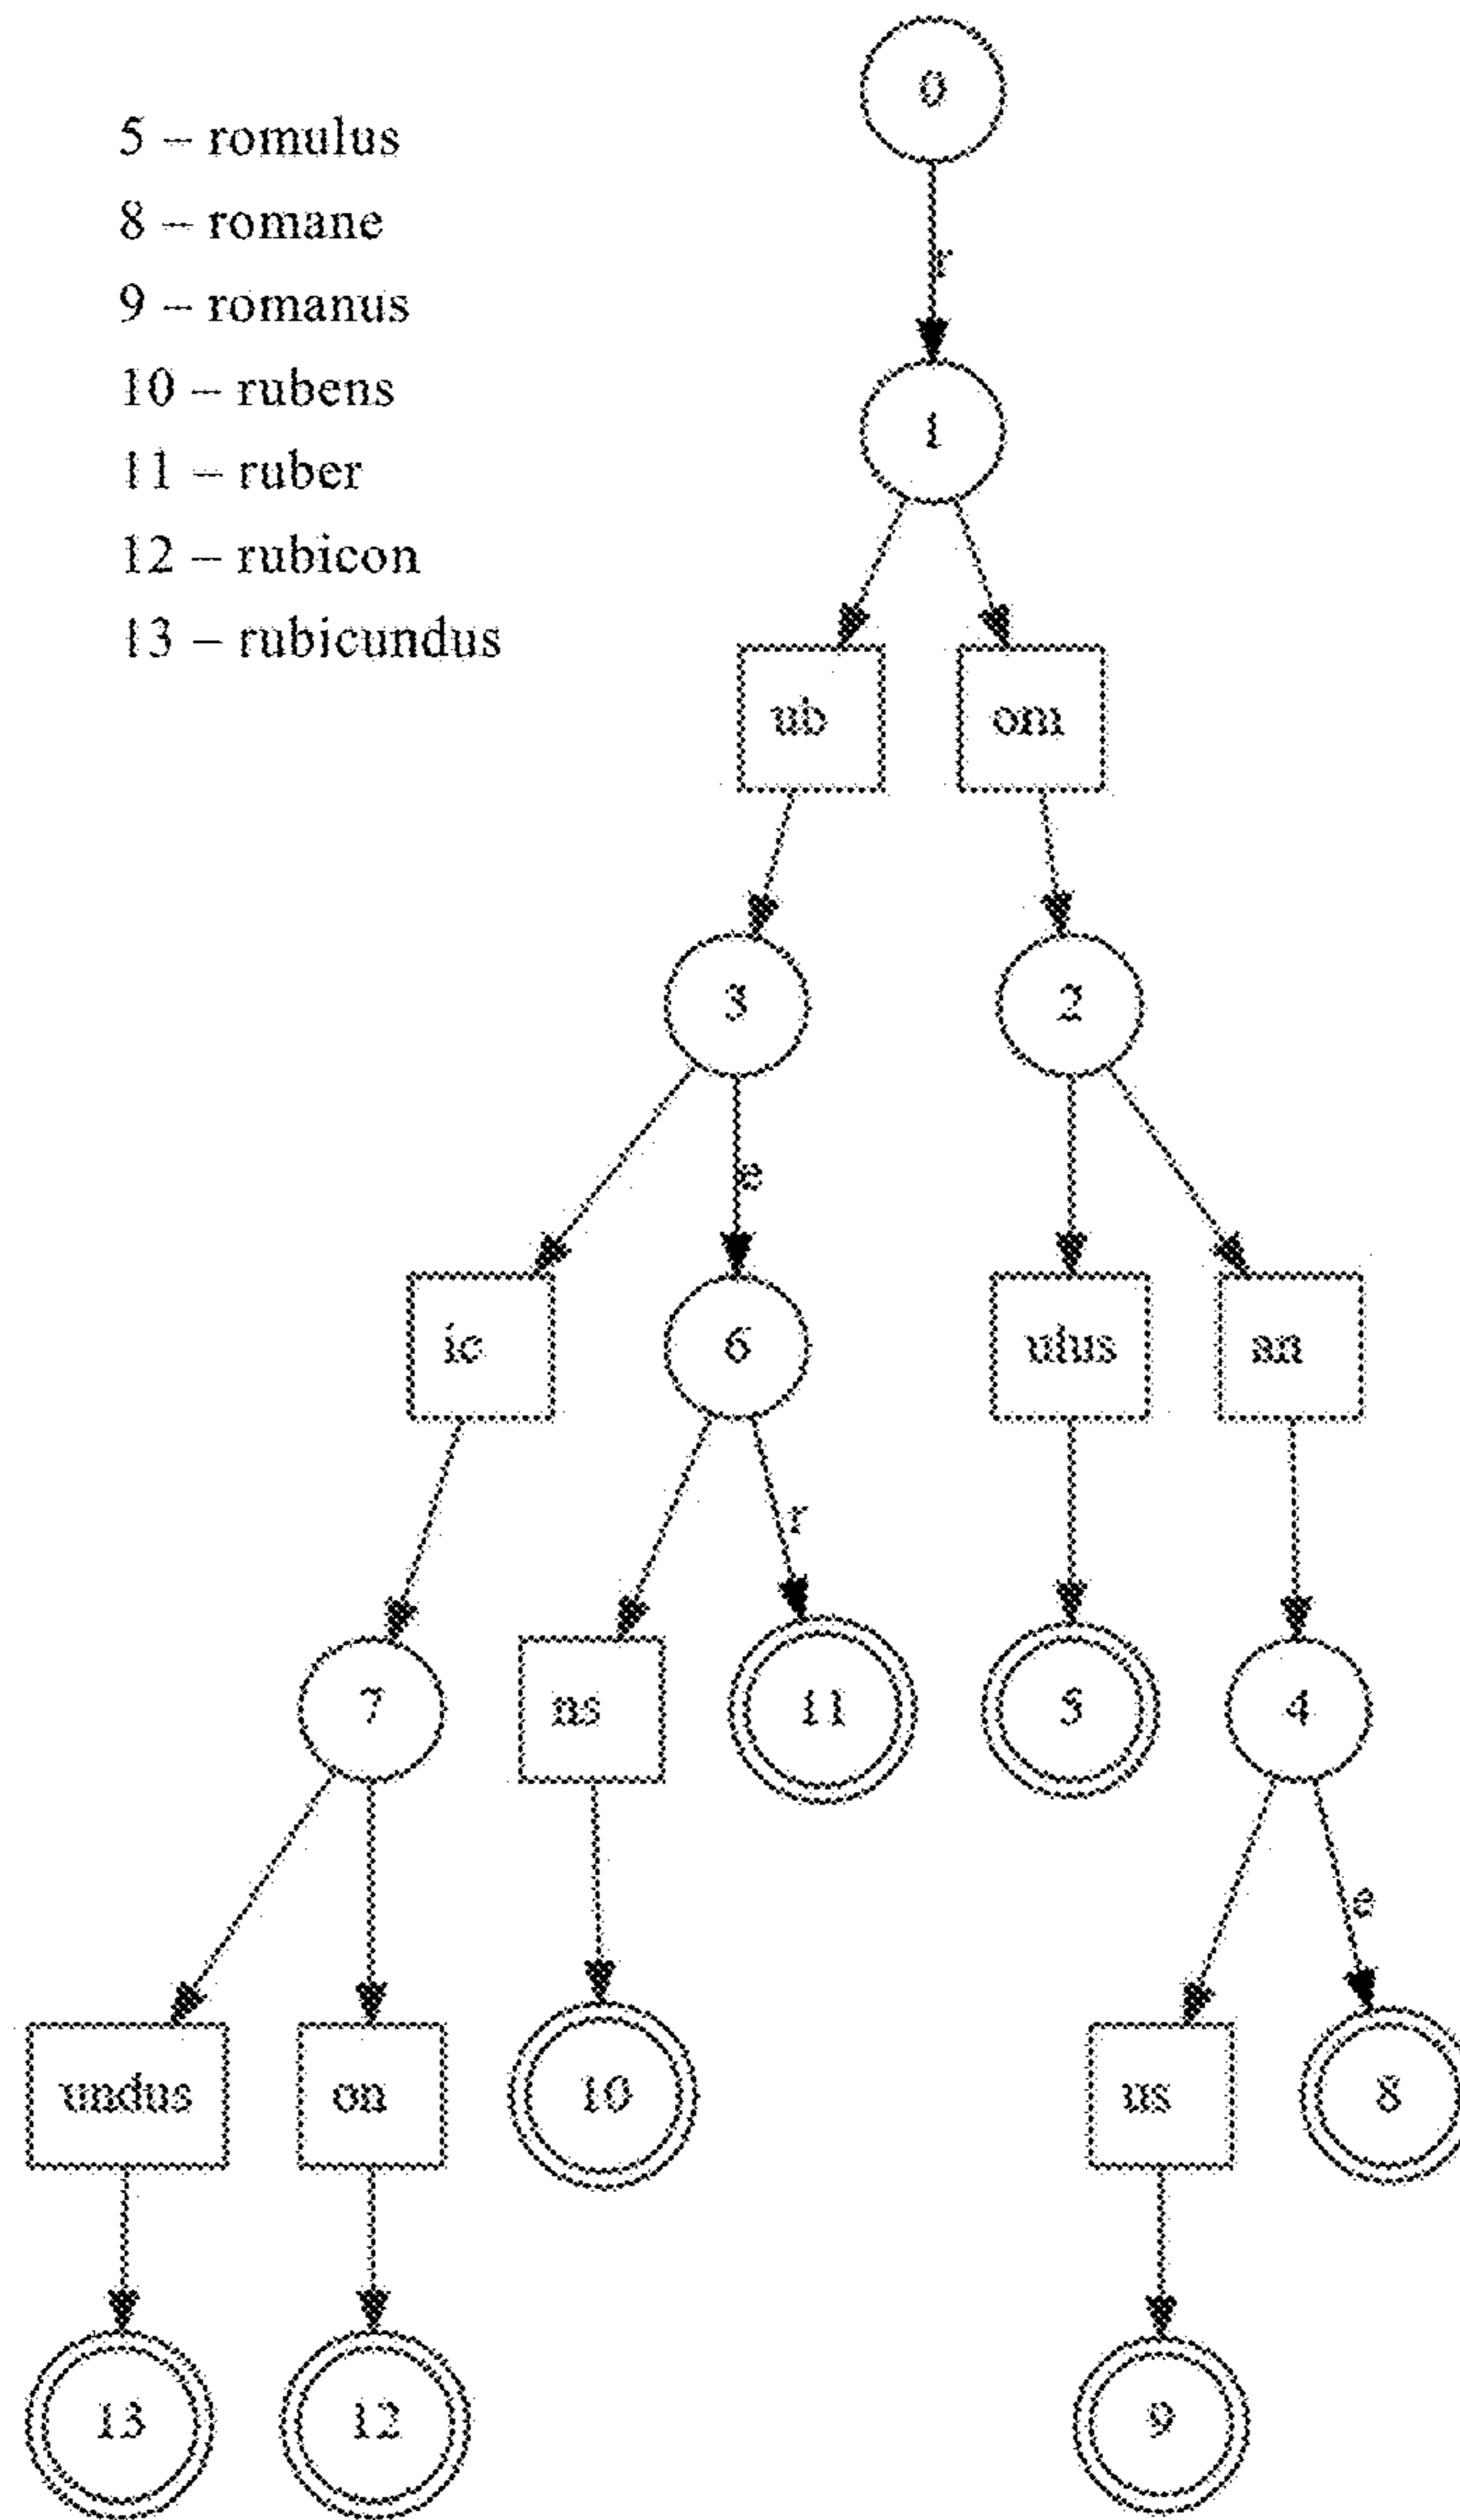 0
5 – romulus
8 – romane
9 – romanus
r
10 – rubens
1
11 – ruber
12 – rubicon
13 – rubicundus
ub om
3 2
e
ic 6 ulus an
r
7 ns 11 5 4
e
undus on 10 us 8
13 12 9